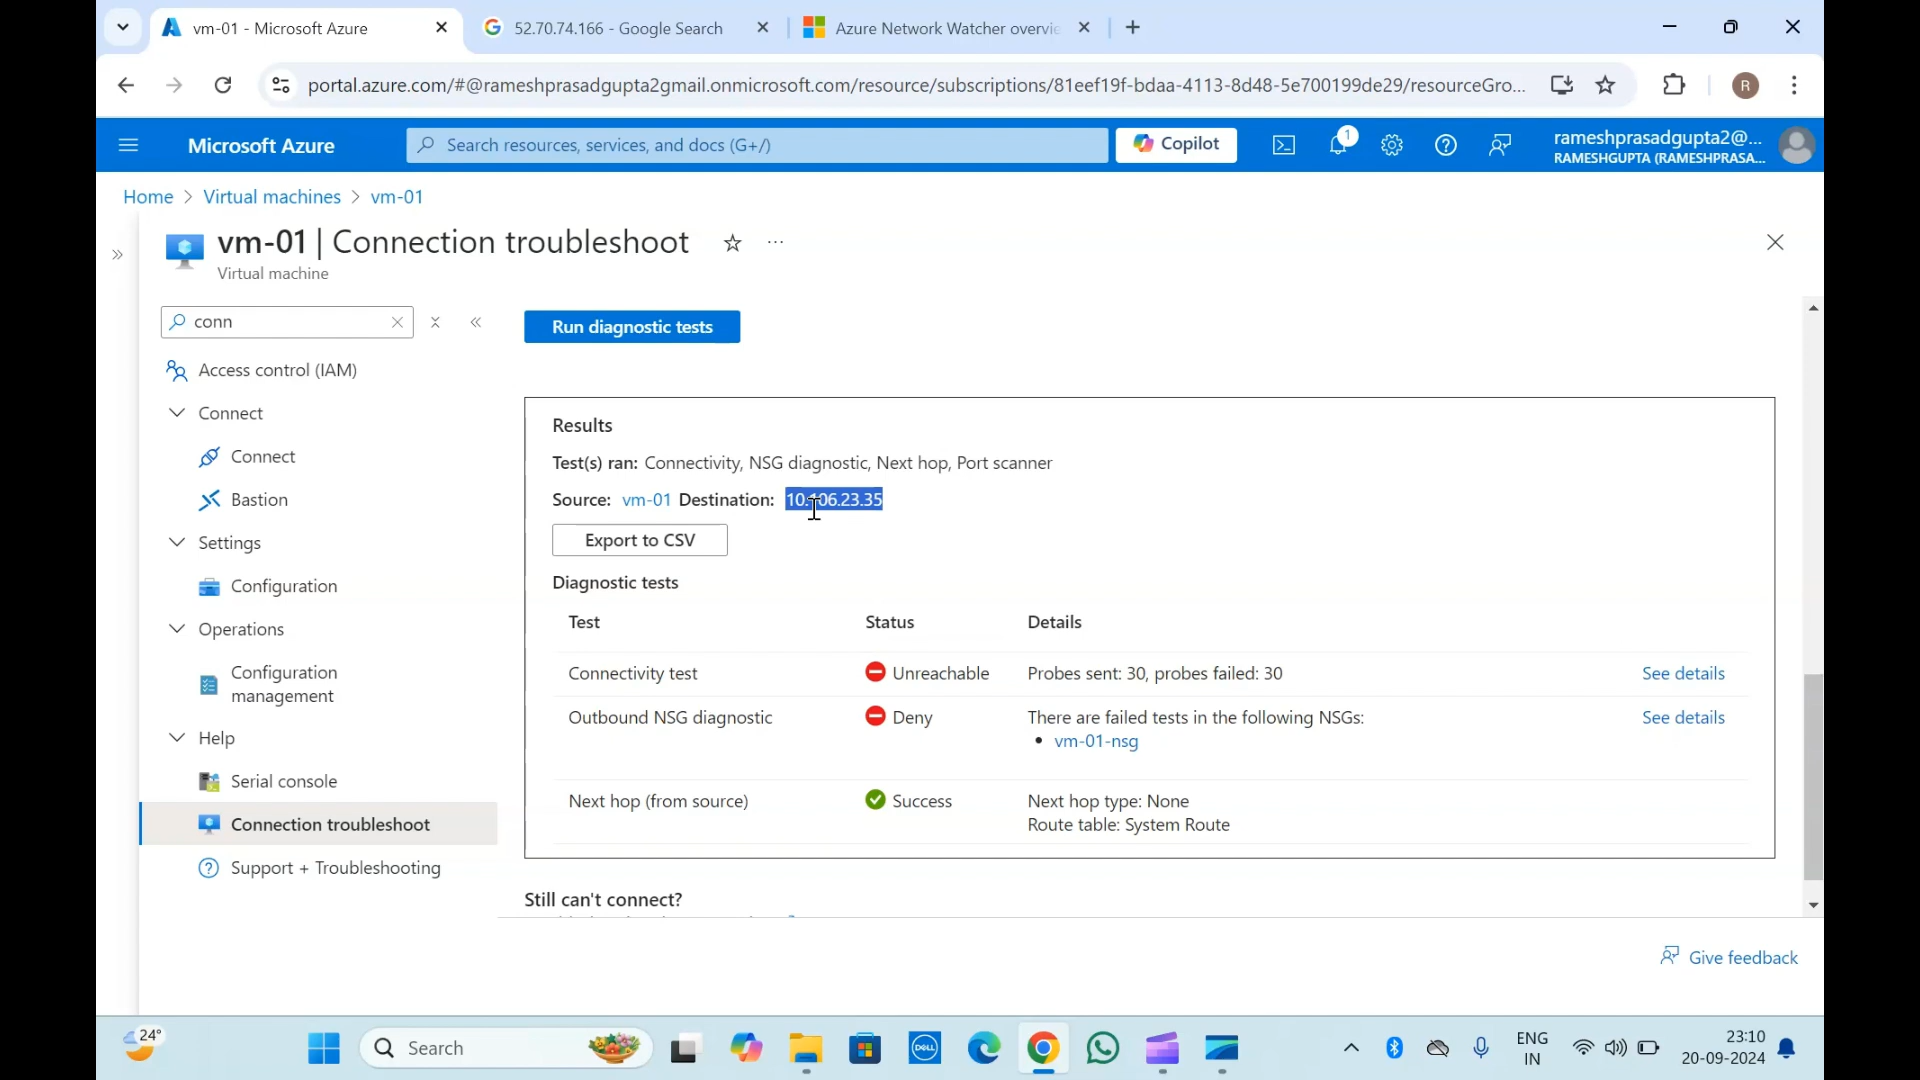 vm-01 - Microsoft Azure
52.70.74.166 - Google Search
Azure Network Watcher overvie
portal.azure.com/#@rameshprasadgupta2gmail.onmicrosoft.com/resource/subscriptions/81eef19f-bdaa-4113-8d48-5e700199de29/resourceGro...
R
Microsoft Azure
Search resources, services, and docs (G+/)
Copilot
1
rameshprasadgupta2@...
RAMESHGUPTA (RAMESHPRASA...
Home > Virtual machines > vm-01
vm-01 | Connection troubleshoot
Virtual machine
conn
Access control (IAM)
Connect
Connect
Bastion
Settings
Configuration
Operations
Configuration
management
Help
Serial console
Connection troubleshoot
Support + Troubleshooting
Run diagnostic tests
Results
Test(s) ran: Connectivity, NSG diagnostic, Next hop, Port scanner
Source: vm-01 Destination: 10.106.23.35
Export to CSV
Diagnostic tests
Test Status Details
Connectivity test Unreachable Probes sent: 30, probes failed: 30 See details
Outbound NSG diagnostic Deny There are failed tests in the following NSGs: See details
• vm-01-nsg
Next hop (from source) Success Next hop type: None
Route table: System Route
Still can't connect?
Give feedback
24°
Search
DELL
ENG
IN
23:10
20-09-2024